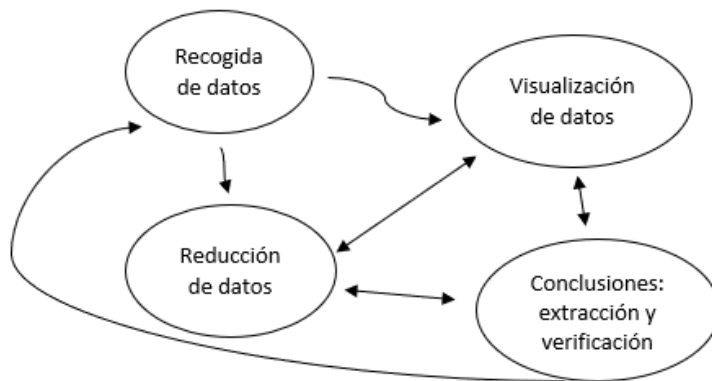 Recogida
de datos
Visualización
de datos
Reducción
de datos
Conclusiones:
extracción y
verificación